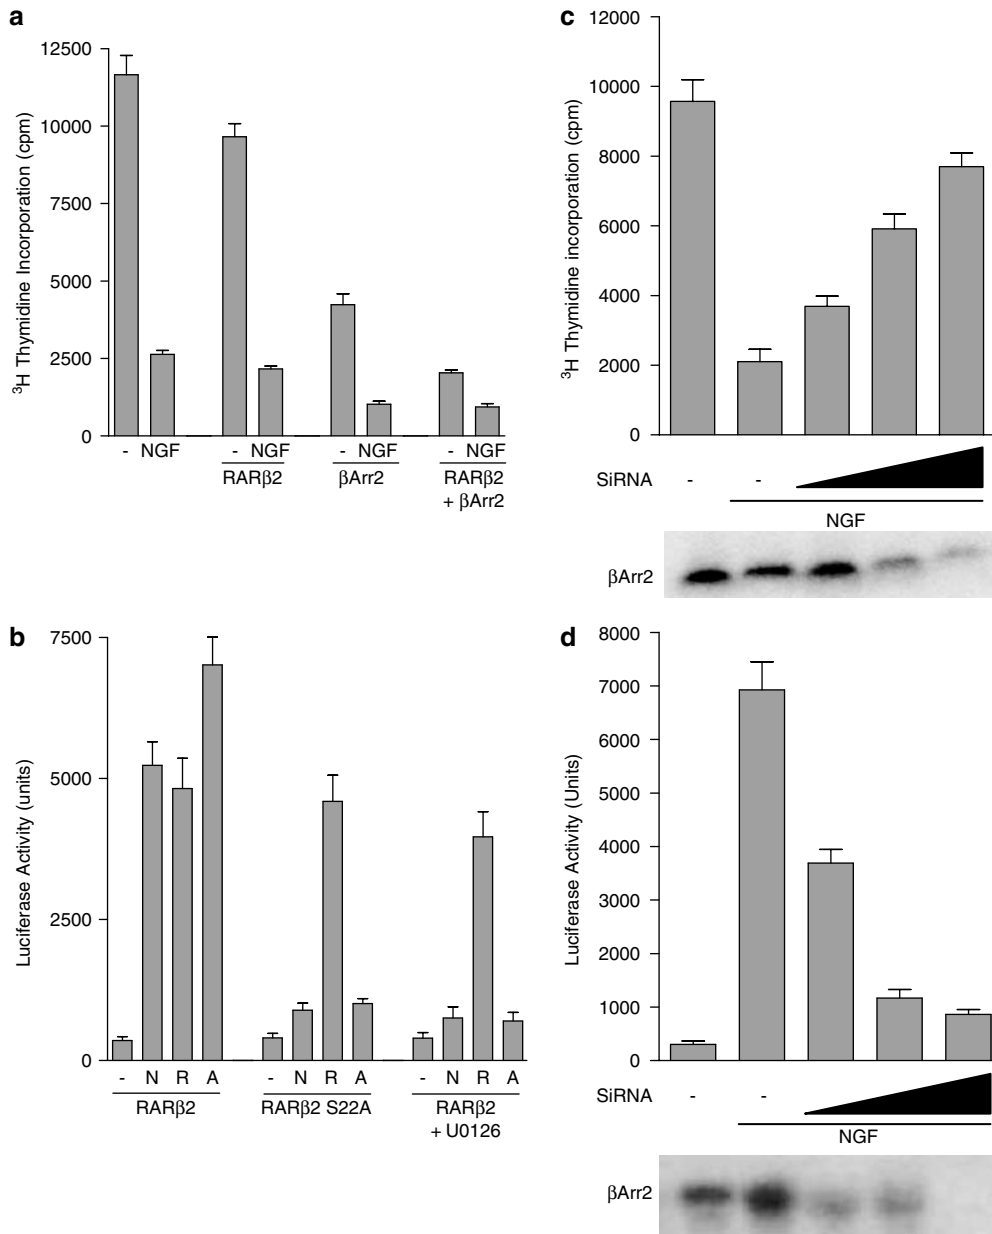 a
12500
10000
7500
5000
2500
0
³H Thymidine Incorporation (cpm)
- NGF - NGF - NGF - NGF
RARβ2 βArr2 RARβ2
+ βArr2
c
12000
10000
8000
6000
4000
2000
0
³H Thymidine incorporation (cpm)
SiRNA - -
NGF
βArr2
b
7500
5000
2500
0
Luciferase Activity (units)
- N R A - N R A - N R A
RARβ2 RARβ2 S22A RARβ2
+ U0126
d
8000
7000
6000
5000
4000
3000
2000
1000
0
Luciferase Activity (Units)
SiRNA - -
NGF
βArr2